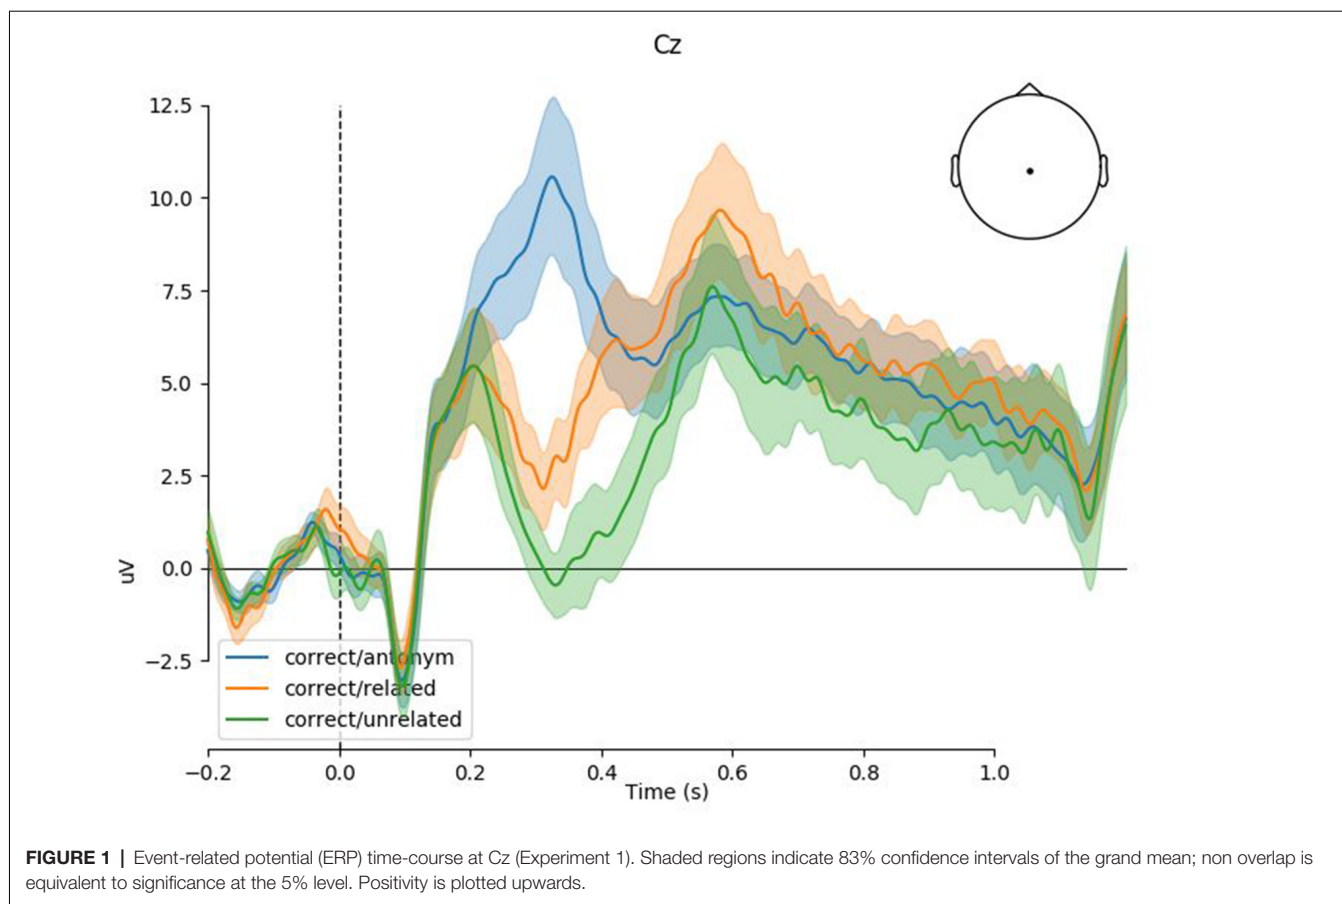 Cz
12.5
10.0
7.5
5.0
2.5
0.0
−2.5
uV
correct/antonym
correct/related
correct/unrelated
−0.2 0.0 0.2 0.4 0.6 0.8 1.0
Time (s)
FIGURE 1 | Event-related potential (ERP) time-course at Cz (Experiment 1). Shaded regions indicate 83% confidence intervals of the grand mean; non overlap is
equivalent to significance at the 5% level. Positivity is plotted upwards.